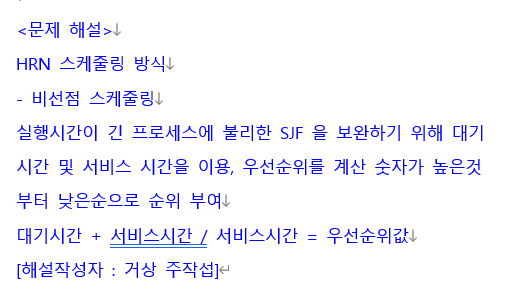 <문제 해설>↓
HRN 스케줄링 방식↓
- 비선점 스케줄링↓
실행시간이 긴 프로세스에 불리한 SJF 을 보완하기 위해 대기
시간 및 서비스 시간을 이용, 우선순위를 계산 숫자가 높은것
부터 낮은순으로 순위 부여↓
대기시간 + 서비스시간 / 서비스시간 = 우선순위값↓
[해설작성자 : 거상 주작섭]↵